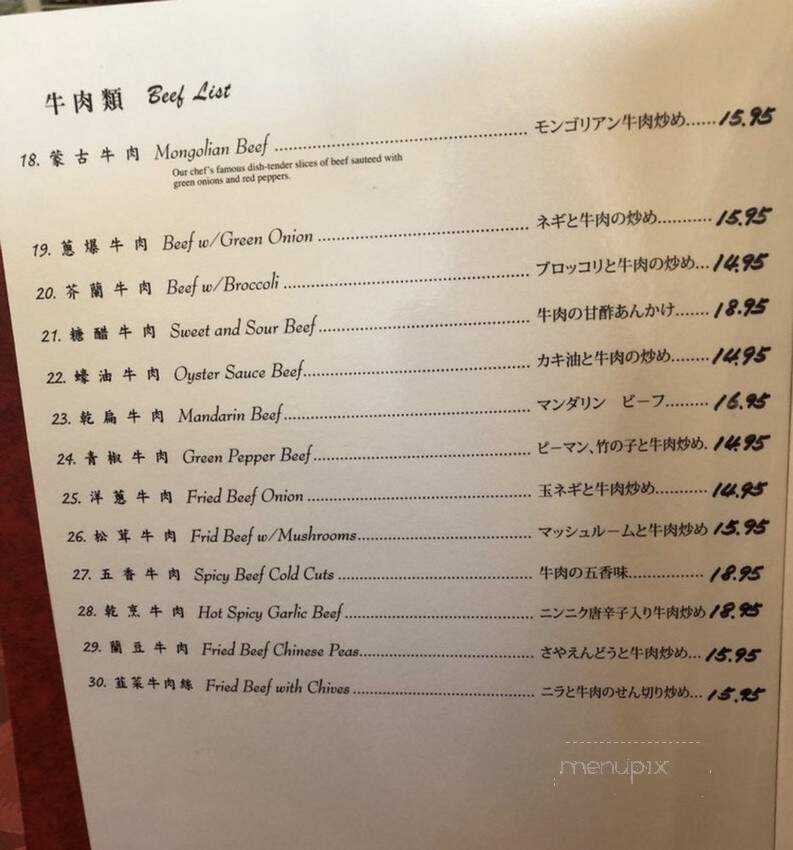 牛肉類 Beef List
18. 蒙古牛肉 Mongolian Beef ........ モンゴリアン牛肉炒め...... 15.95
Our chef's famous dish-tender slices of beef sauteed with
green onions and red peppers.
19. 蔥爆牛肉 Beef w/Green Onion ........ ネギと牛肉の炒め........... 15.95
20. 芥蘭牛肉 Beef w/Broccoli ........ ブロッコリと牛肉の炒め... 14.95
21. 糖醋牛肉 Sweet and Sour Beef ........ 牛肉の甘酢あんかけ....... 18.95
22. 蠔油牛肉 Oyster Sauce Beef ........ カキ油と牛肉の炒め........ 14.95
23. 乾扁牛肉 Mandarin Beef ........ マンダリン ビーフ......... 16.95
24. 青椒牛肉 Green Pepper Beef ........ ピーマン、竹の子と牛肉炒め. 14.95
25. 洋蔥牛肉 Fried Beef Onion ........ 玉ネギと牛肉炒め........... 14.95
26. 松茸牛肉 Frid Beef w/Mushrooms ........ マッシュルームと牛肉炒め 15.95
27. 五香牛肉 Spicy Beef Cold Cuts ........ 牛肉の五香味................. 18.95
28. 乾烹牛肉 Hot Spicy Garlic Beef ........ ニンニク唐辛子入り牛肉炒め 18.95
29. 蘭豆牛肉 Fried Beef Chinese Peas ........ さやえんどうと牛肉炒め... 15.95
30. 韮菜牛肉絲 Fried Beef with Chives ........ ニラと牛肉のせん切り炒め... 15.95
menupix